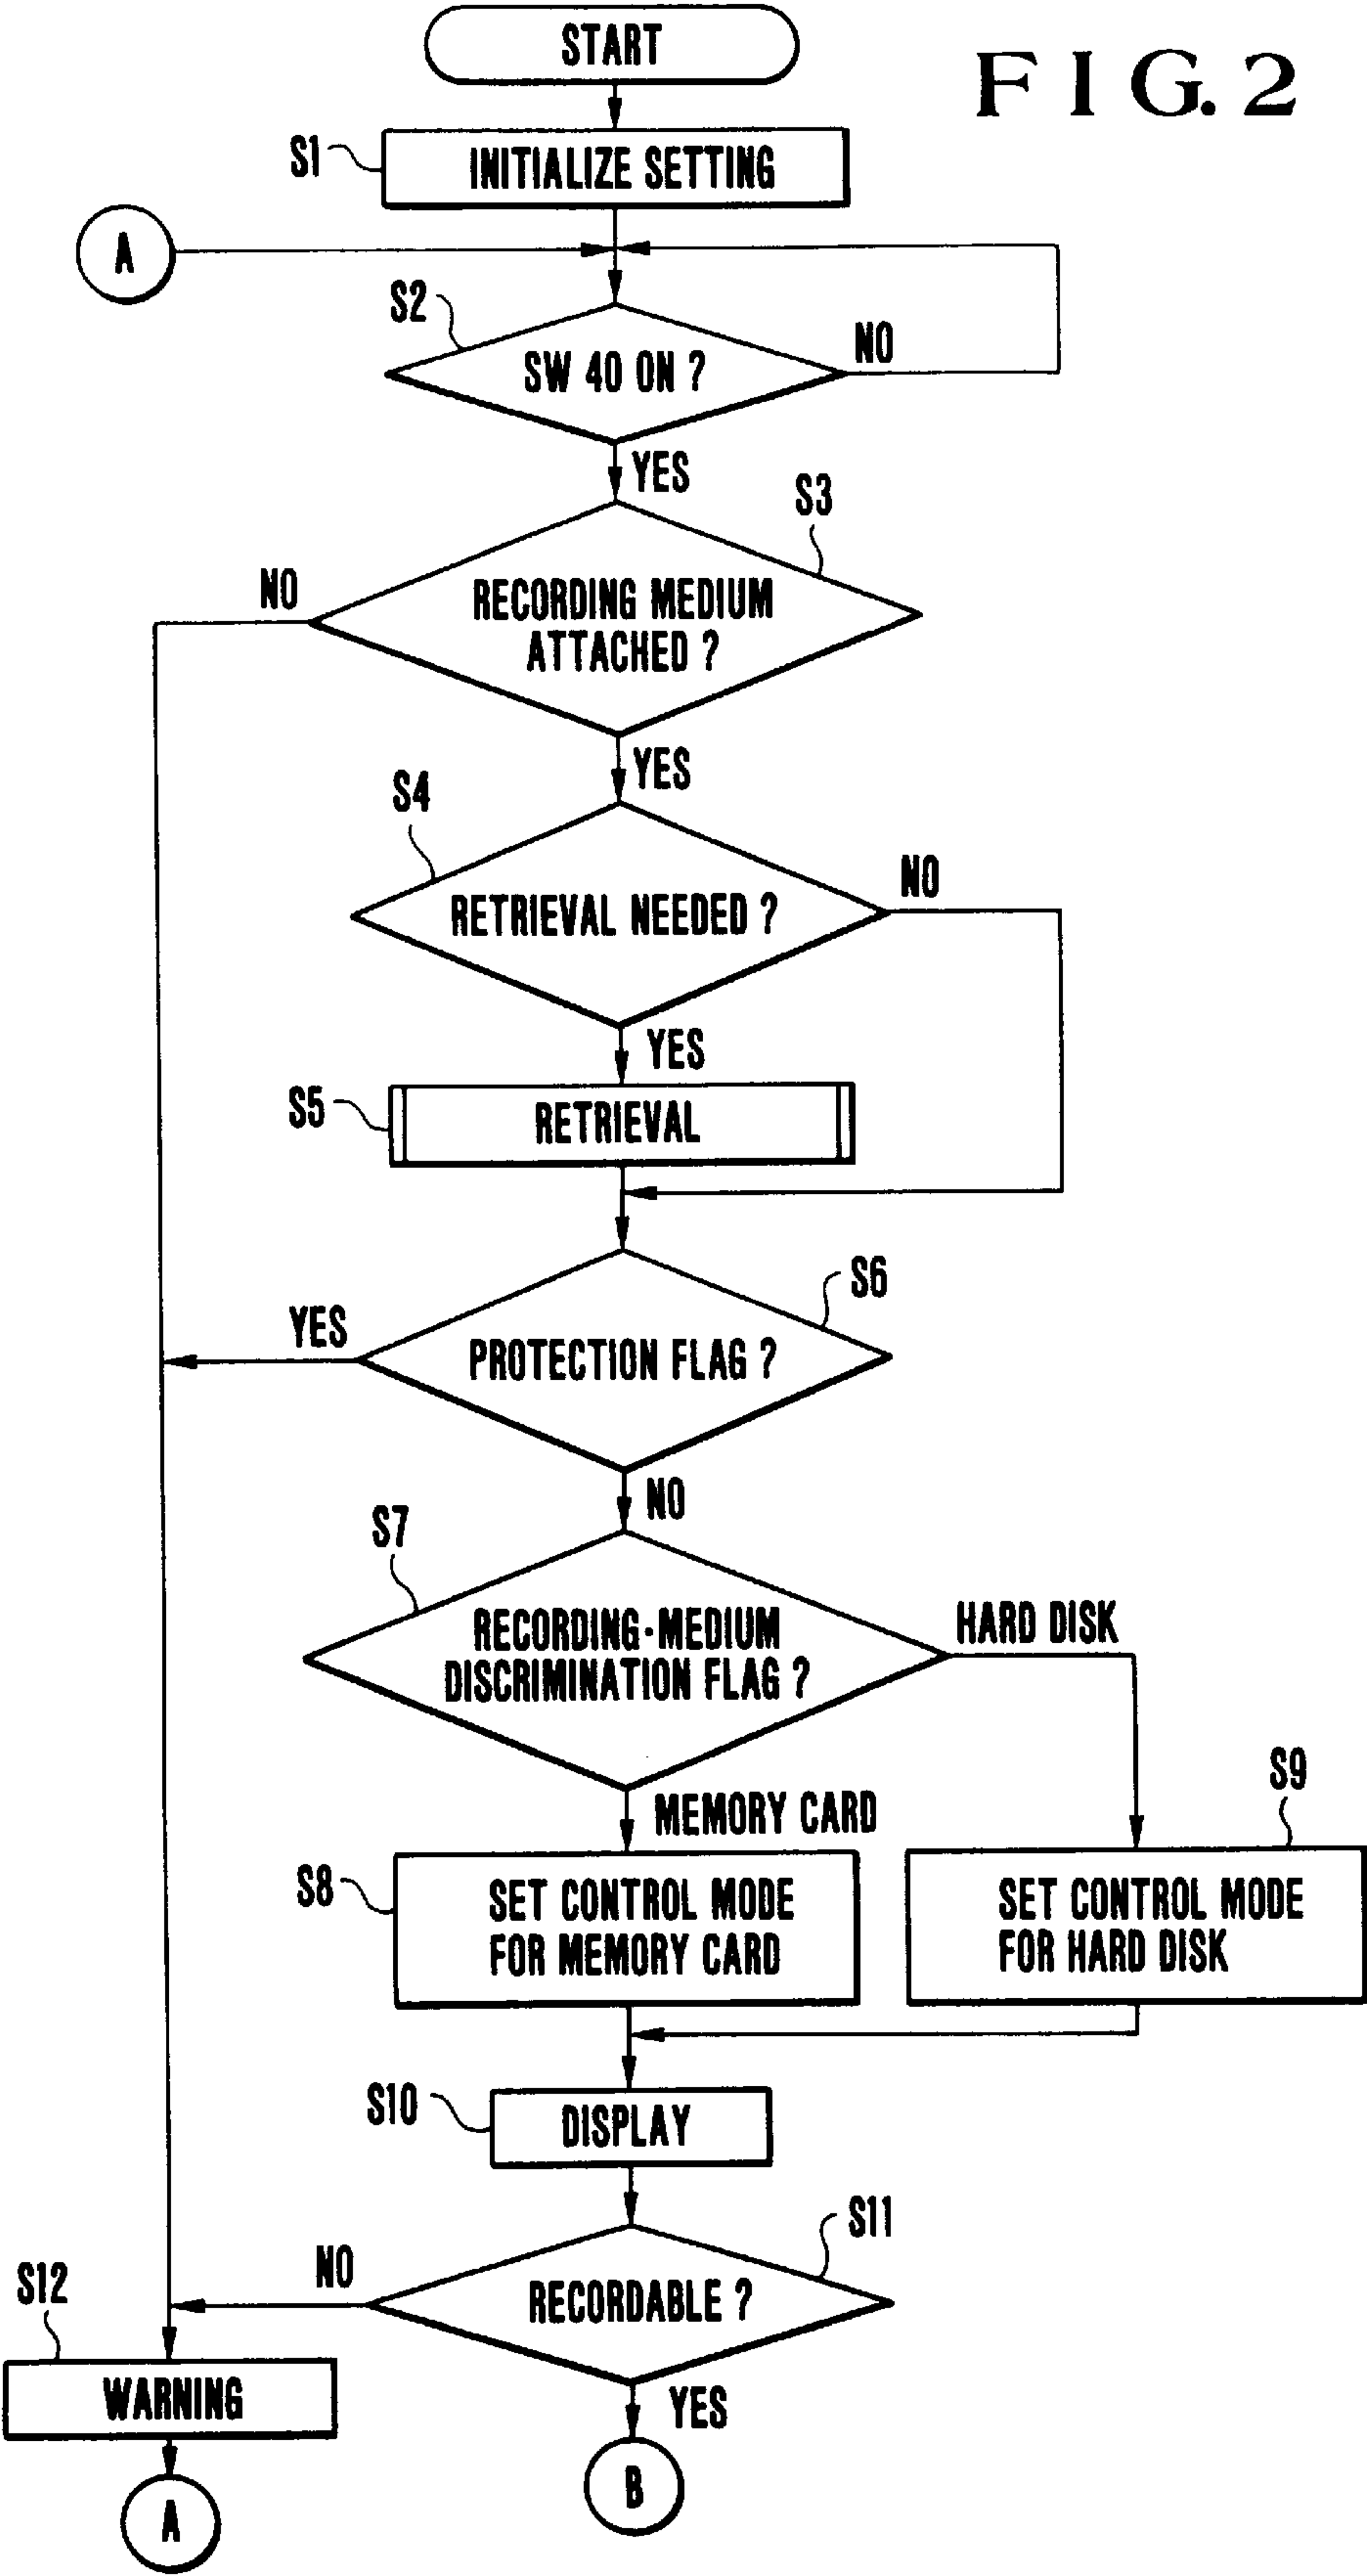 START
F I G. 2
S1
INITIALIZE SETTING
A
S2
SW 40 ON ?
NO
YES
S3
NO
RECORDING MEDIUM
ATTACHED ?
YES
S4
NO
RETRIEVAL NEEDED ?
YES
S5
RETRIEVAL
S6
YES
PROTECTION FLAG ?
NO
S7
RECORDING-MEDIUM
DISCRIMINATION FLAG ?
HARD DISK
MEMORY CARD
S9
S8
SET CONTROL MODE
FOR MEMORY CARD
SET CONTROL MODE
FOR HARD DISK
S10
DISPLAY
S11
NO
S12
RECORDABLE ?
WARNING
YES
B
A